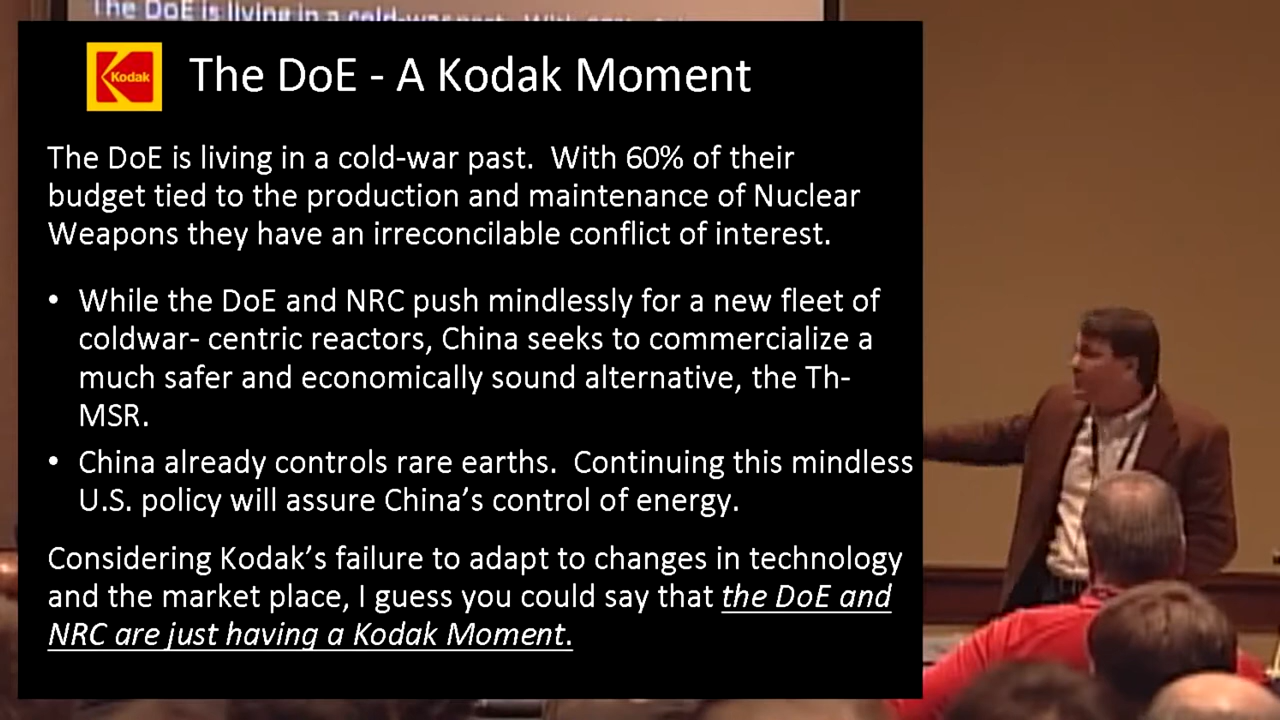 The DoE is living in a cold-war past. With 60% of their
Kodak
The DoE - A Kodak Moment
The DoE is living in a cold-war past.  With 60% of their
budget tied to the production and maintenance of Nuclear
Weapons they have an irreconcilable conflict of interest.
• While the DoE and NRC push mindlessly for a new fleet of
coldwar- centric reactors, China seeks to commercialize a
much safer and economically sound alternative, the Th-
MSR.
• China already controls rare earths.  Continuing this mindless
U.S. policy will assure China's control of energy.
Considering Kodak's failure to adapt to changes in technology
and the market place, I guess you could say that the DoE and
NRC are just having a Kodak Moment.